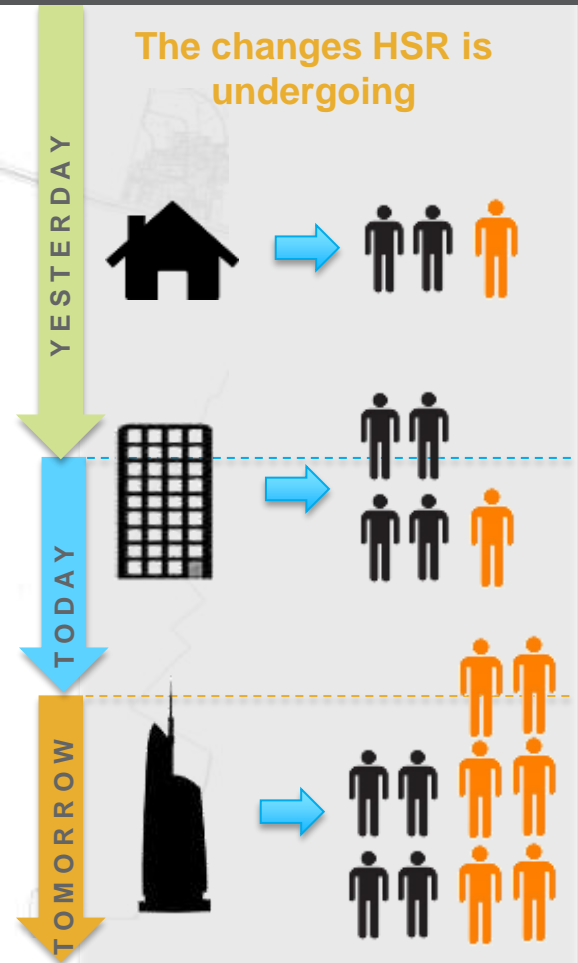 The changes HSR is
undergoing
YESTERDAY
TODAY
TOMORROW